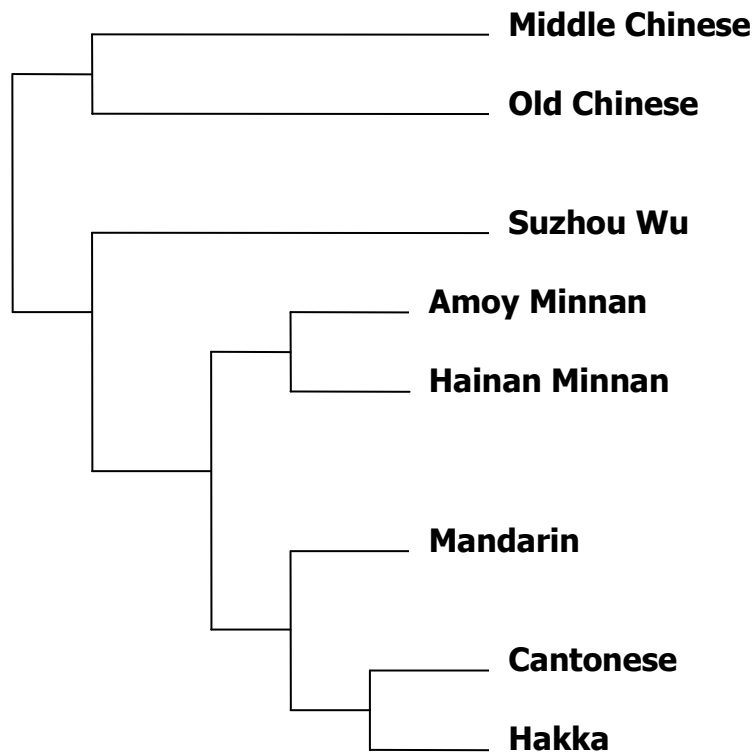 Middle Chinese
Old Chinese
Suzhou Wu
Amoy Minnan
Hainan Minnan
Mandarin
Cantonese
Hakka